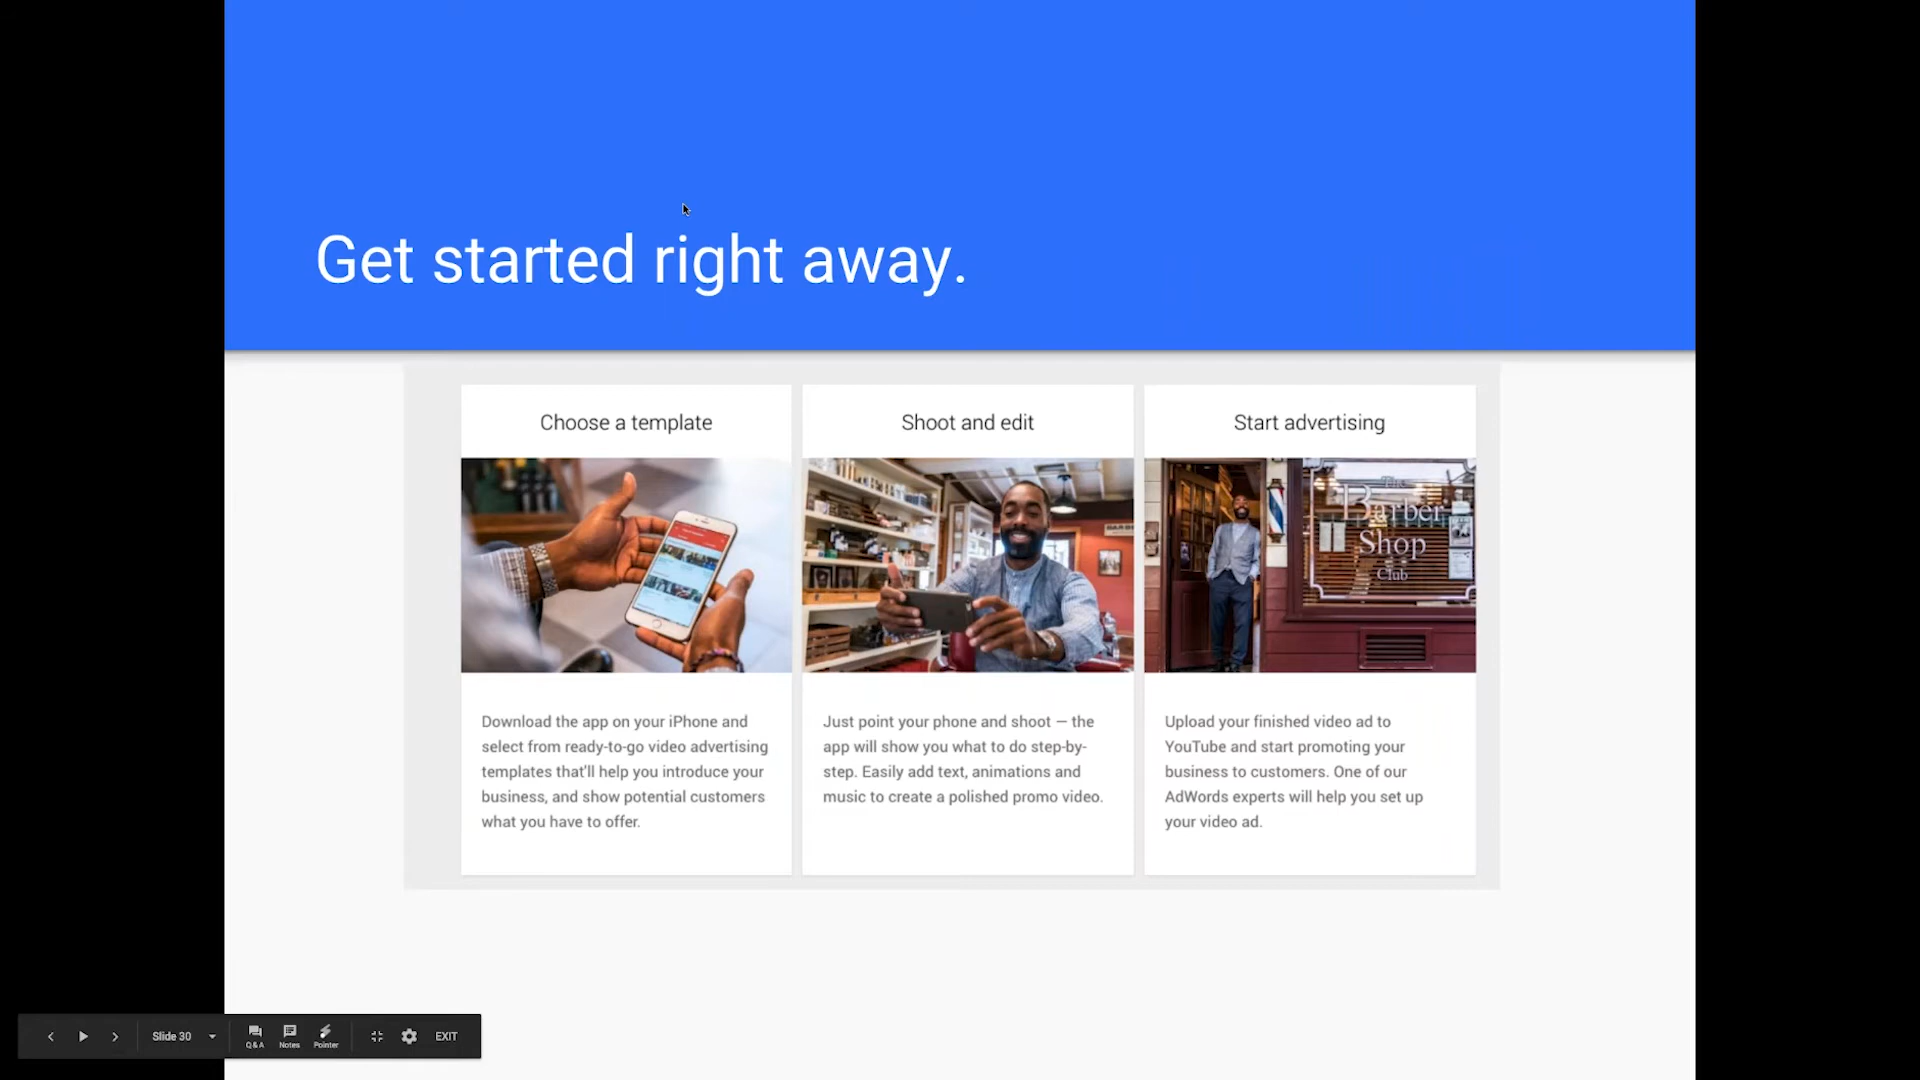 Get started right away.
Choose a template
Shoot and edit
Start advertising
The
Barber
Shop
Club
Download the app on your iPhone and
select from ready-to-go video advertising
templates that'll help you introduce your
business, and show potential customers
what you have to offer.
Just point your phone and shoot — the
app will show you what to do step-by-
step. Easily add text, animations and
music to create a polished promo video.
Upload your finished video ad to
YouTube and start promoting your
business to customers. One of our
AdWords experts will help you set up
your video ad.
Slide 30
Q&A
Notes
Pointer
EXIT